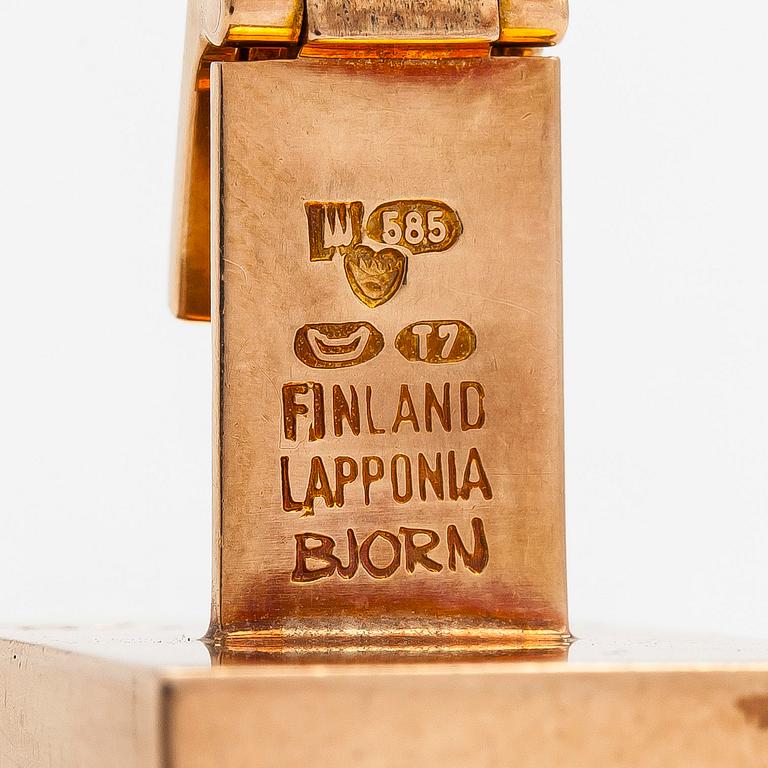 W 585
T7
FINLAND
LAPPONIA
BJORN